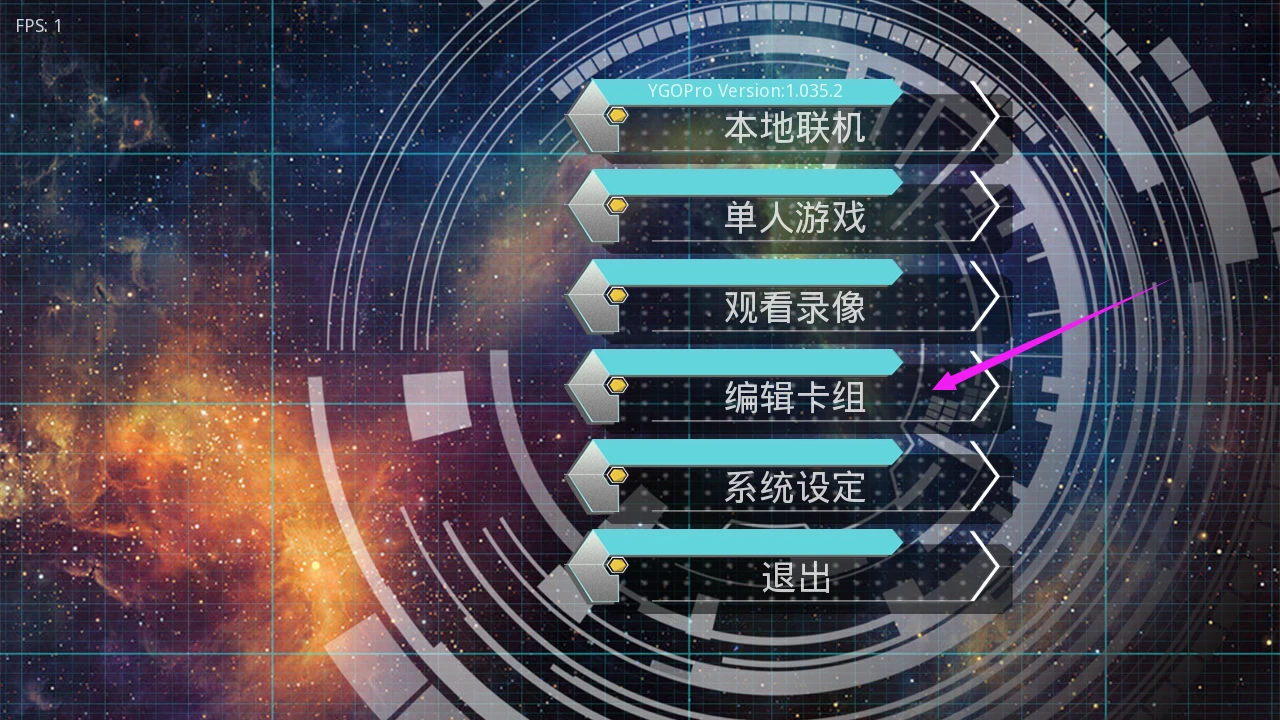 FPS: 1
YGOPro Version:1.035.2
本地联机
单人游戏
观看录像
编辑卡组
系统设定
退出